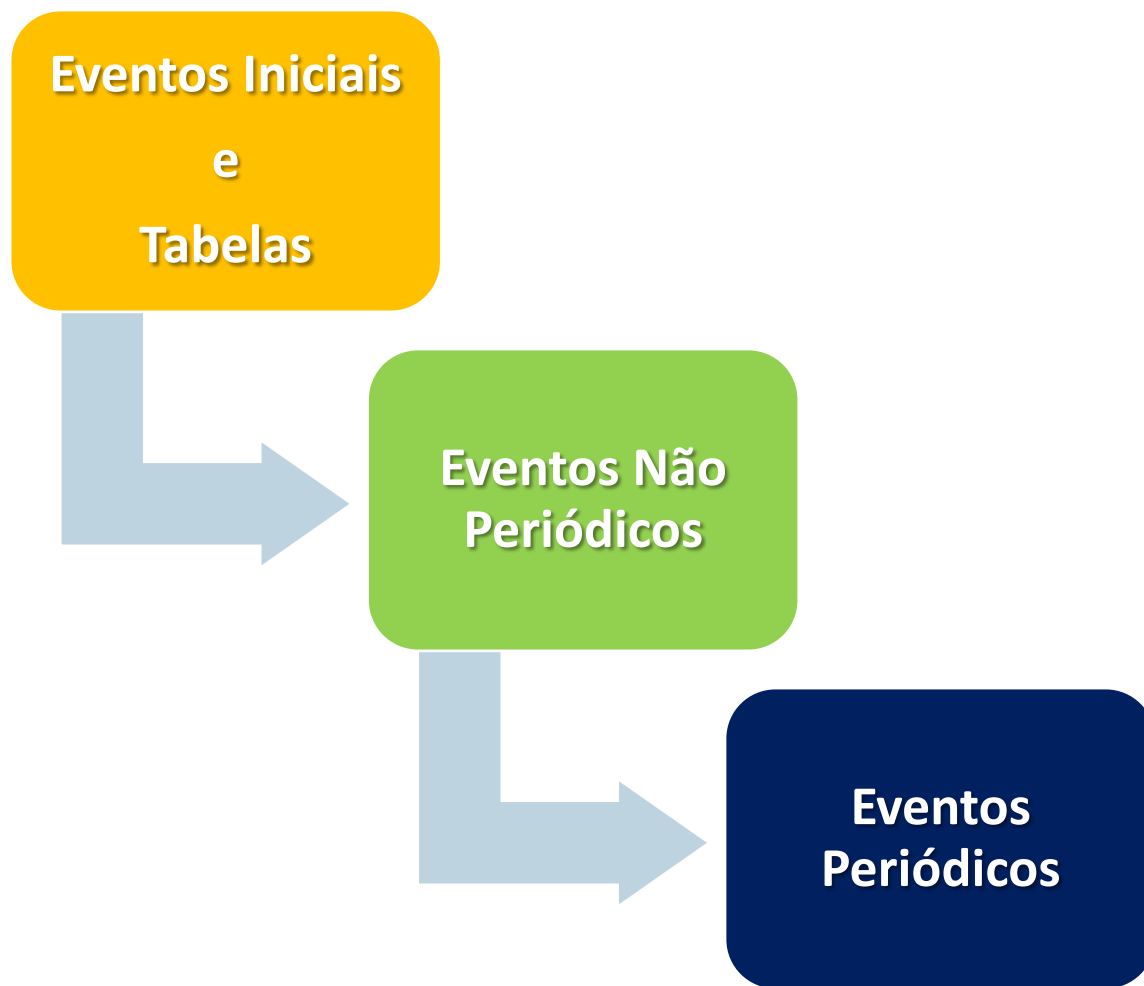 Eventos Iniciais
e
Tabelas
Eventos Não
Periódicos
Eventos
Periódicos